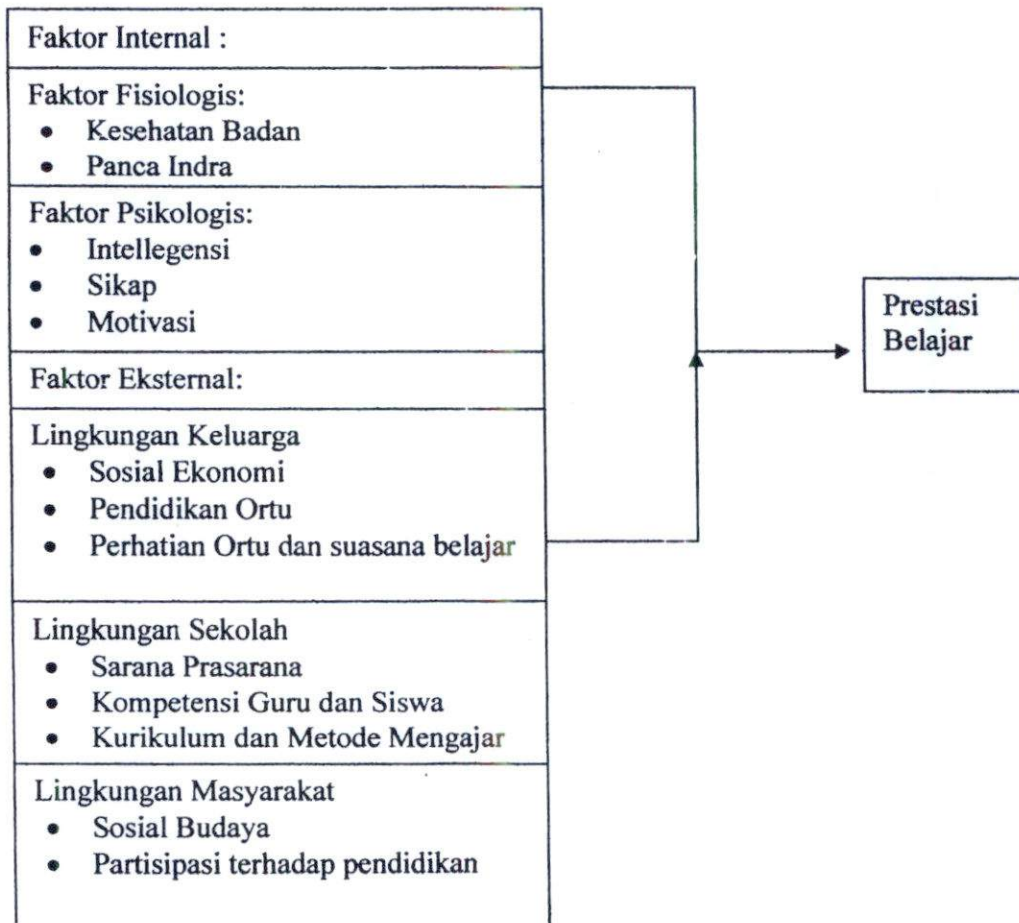 Faktor Internal :
Faktor Fisiologis:
• Kesehatan Badan
• Panca Indra
Faktor Psikologis:
• Intellegensi
• Sikap
• Motivasi
Faktor Eksternal:
Lingkungan Keluarga
• Sosial Ekonomi
• Pendidikan Ortu
• Perhatian Ortu dan suasana belajar
Lingkungan Sekolah
• Sarana Prasarana
• Kompetensi Guru dan Siswa
• Kurikulum dan Metode Mengajar
Lingkungan Masyarakat
• Sosial Budaya
• Partisipasi terhadap pendidikan
Prestasi
Belajar